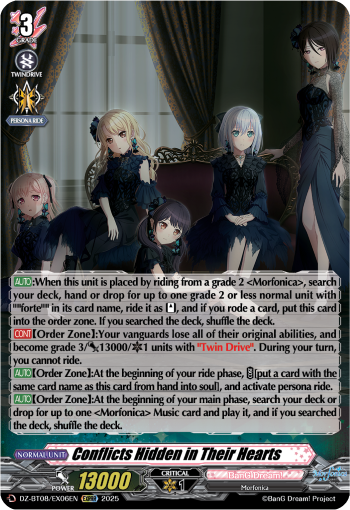 3
GRADE
TWINDRIVE
PERSONA RIDE
AUTO:When this unit is placed by riding from a grade 2 <Morfonica>, search
your deck, hand or drop for up to one grade 2 or less normal unit with
""forte"" in its card name, ride it as [ ], and if you rode a card, put this card
into the order zone. If you searched the deck, shuffle the deck.
CONT [Order Zone]:Your vanguards lose all of their original abilities, and
become grade 3/ 13000/ 1 units with "Twin Drive". During your turn,
you cannot ride.
AUTO [Order Zone]:At the beginning of your ride phase, [put a card with the
same card name as this card from hand into soul], and activate persona ride.
AUTO [Order Zone]:At the beginning of your main phase, search your deck or
drop for up to one <Morfonica> Music card and play it, and if you searched
the deck, shuffle the deck.
NORMAL UNIT Conflicts Hidden in Their Hearts
POWER 13000 CRITICAL 1 BanG Dream!
Morfonica
DZ-BT08/EX06EN 2025 ©BanG Dream! Project